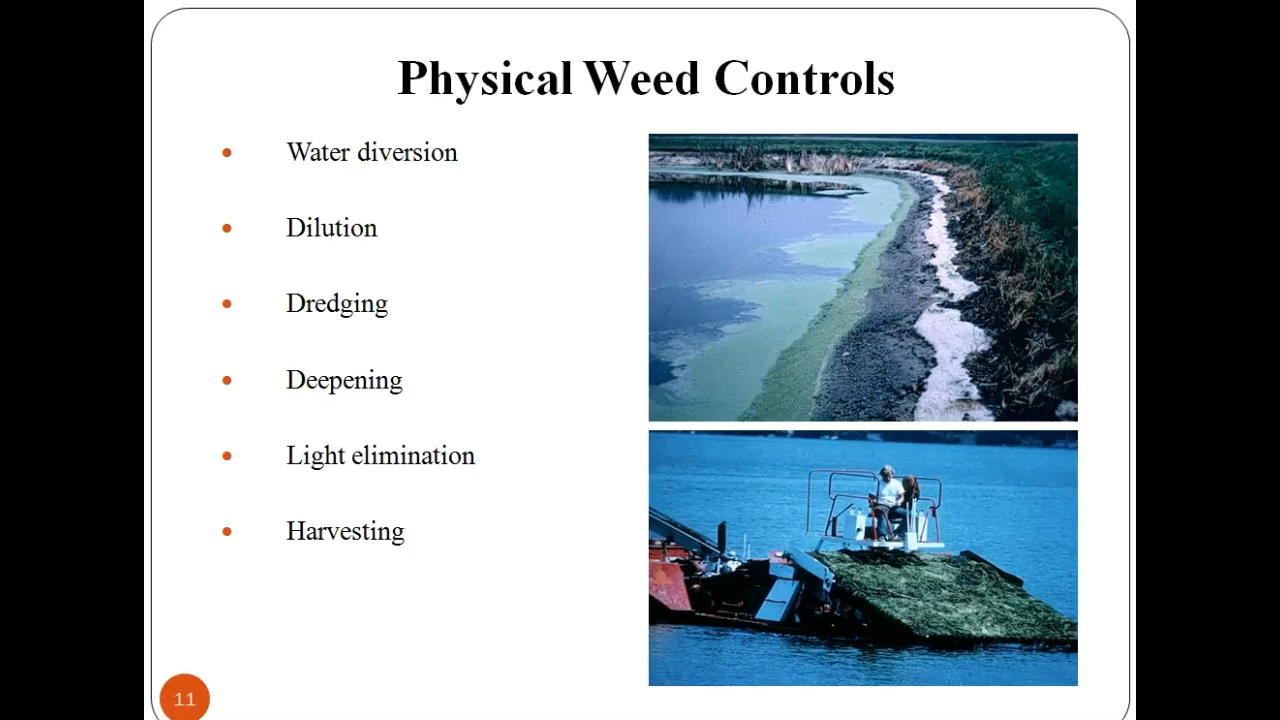 Physical Weed Controls
Water diversion
Dilution
Dredging
Deepening
Light elimination
Harvesting
11